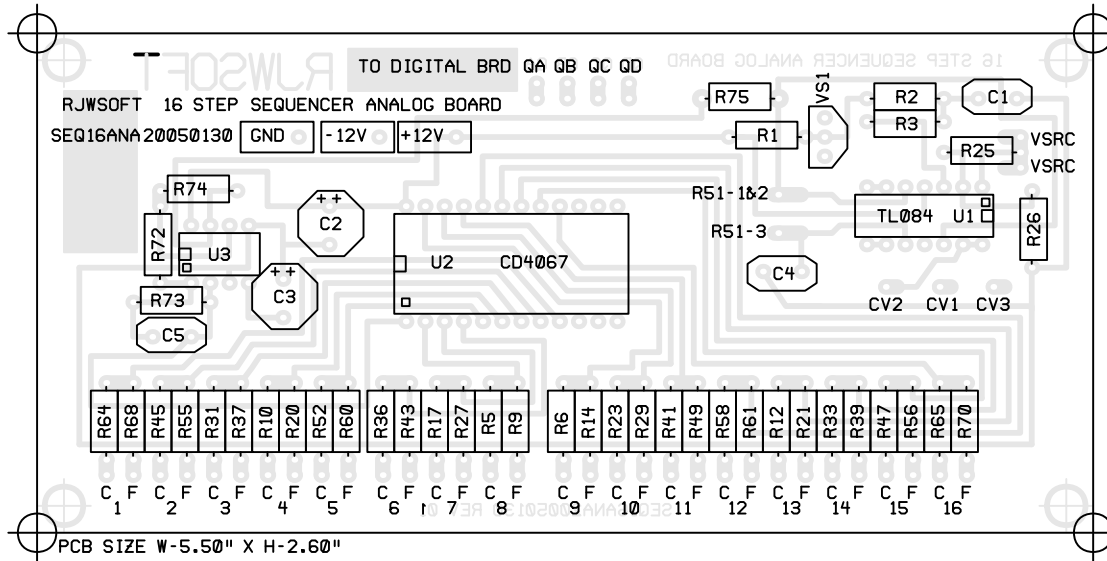 RJWSOFT
16 STEP SEQUENCER ANALOG BOARD
TO DIGITAL BRD QA QB QC QD
RJWSOFT 16 STEP SEQUENCER ANALOG BOARD
SEQ16ANA20050130 GND -12V +12V
R75 VS1 R2 C1
R1 R3
R25 VSRC
VSRC
R74 R51-1&2
C2 TL084 U1
R72 U3 U2 CD4067 R51-3 R26
C4
R73 C3 CV2 CV1 CV3
C5
R64 R68 R45 R55 R31 R37 R10 R20 R52 R60 R36 R43 R17 R27 R5 R9 R6 R14 R23 R29 R41 R49 R58 R61 R12 R21 R33 R39 R47 R56 R65 R70
C F C F C F C F C F C F C F C F C F C F C F C F C F C F C F C F
1 2 3 4 5 6 7 8 9 10 11 12 13 14 15 16
PCB SIZE W-5.50" X H-2.60"